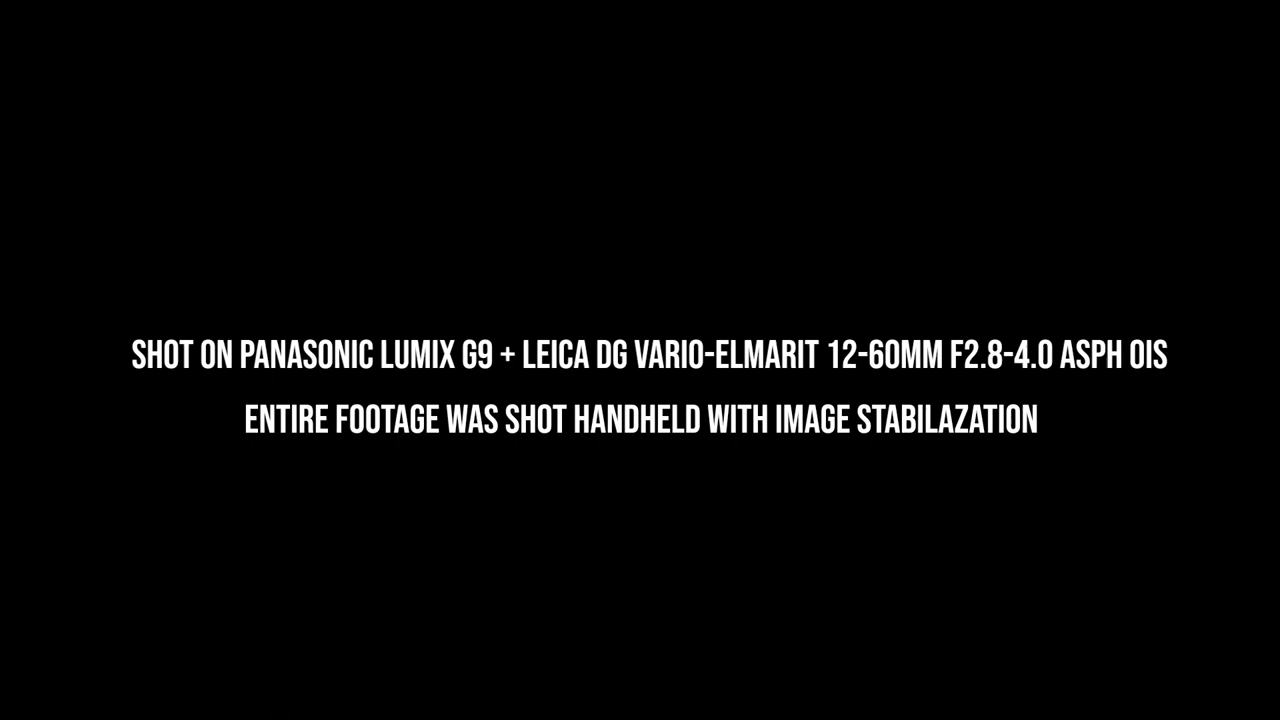 SHOT ON PANASONIC LUMIX G9 + LEICA DG VARIO-ELMARIT 12-60MM F2.8-4.0 ASPH OIS
ENTIRE FOOTAGE WAS SHOT HANDHELD WITH IMAGE STABILAZATION